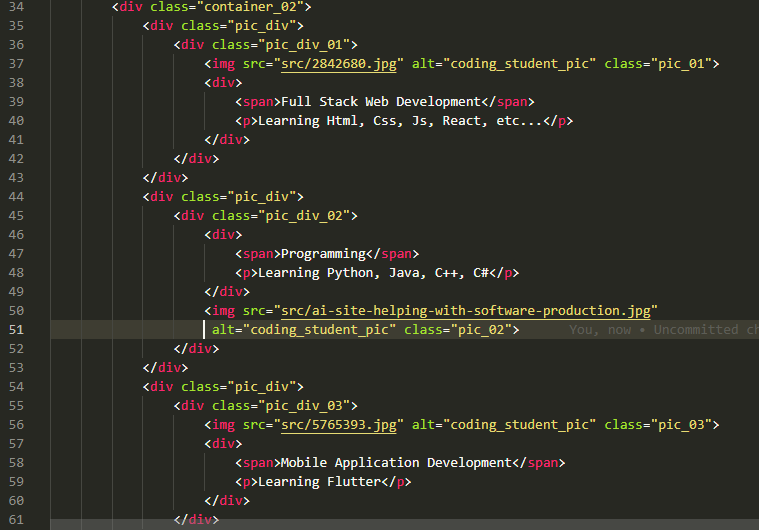 34 <div class="container_02">
35 <div class="pic_div">
36 <div class="pic_div_01">
37 <img src="src/2842680.jpg" alt="coding_student_pic" class="pic_01">
38 <div>
39 <span>Full Stack Web Development</span>
40 <p>Learning Html, Css, Js, React, etc...</p>
41 </div>
42 </div>
43 </div>
44 <div class="pic_div">
45 <div class="pic_div_02">
46 <div>
47 <span>Programming</span>
48 <p>Learning Python, Java, C++, C#</p>
49 </div>
50 <img src="src/ai-site-helping-with-software-production.jpg"
51 alt="coding_student_pic" class="pic_02"> You, now • Uncommitted ch
52 </div>
53 </div>
54 <div class="pic_div">
55 <div class="pic_div_03">
56 <img src="src/5765393.jpg" alt="coding_student_pic" class="pic_03">
57 <div>
58 <span>Mobile Application Development</span>
59 <p>Learning Flutter</p>
60 </div>
61 </div>